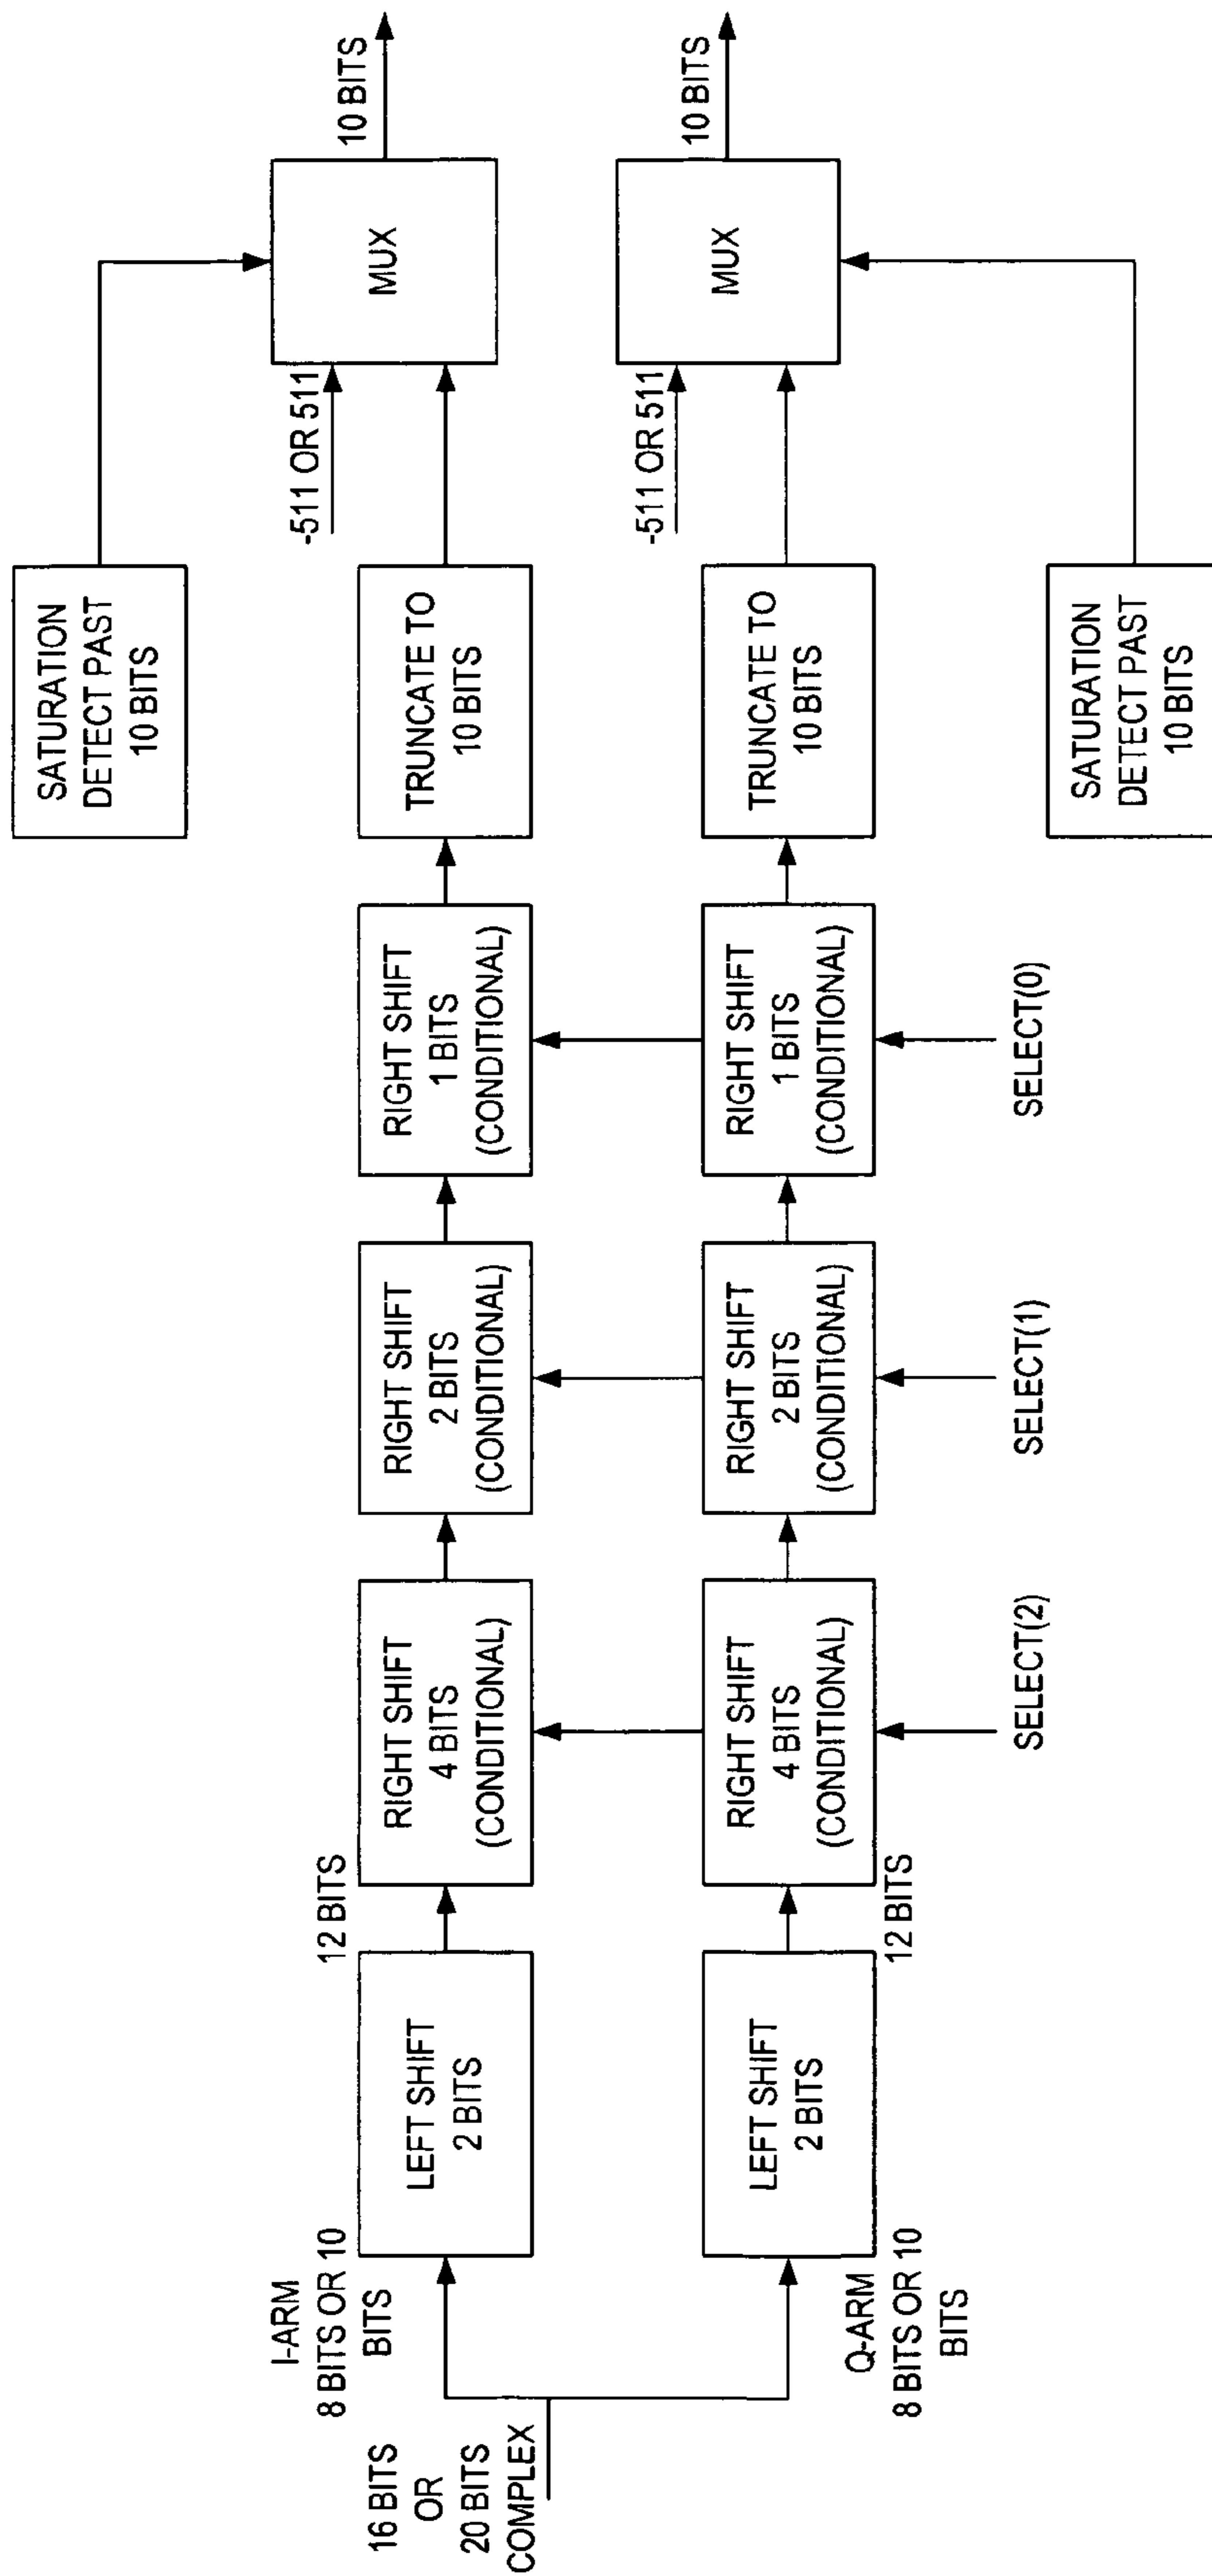 16 BITS
OR
20 BITS
COMPLEX
I-ARM
8 BITS OR 10
BITS
LEFT SHIFT
2 BITS
12 BITS
RIGHT SHIFT
4 BITS
(CONDITIONAL)
RIGHT SHIFT
2 BITS
(CONDITIONAL)
RIGHT SHIFT
1 BITS
(CONDITIONAL)
TRUNCATE TO
10 BITS
SATURATION
DETECT PAST
10 BITS
-511 OR 511
MUX
10 BITS
Q-ARM
8 BITS OR 10
BITS
LEFT SHIFT
2 BITS
12 BITS
RIGHT SHIFT
4 BITS
(CONDITIONAL)
SELECT(2)
RIGHT SHIFT
2 BITS
(CONDITIONAL)
SELECT(1)
RIGHT SHIFT
1 BITS
(CONDITIONAL)
SELECT(0)
TRUNCATE TO
10 BITS
SATURATION
DETECT PAST
10 BITS
-511 OR 511
MUX
10 BITS